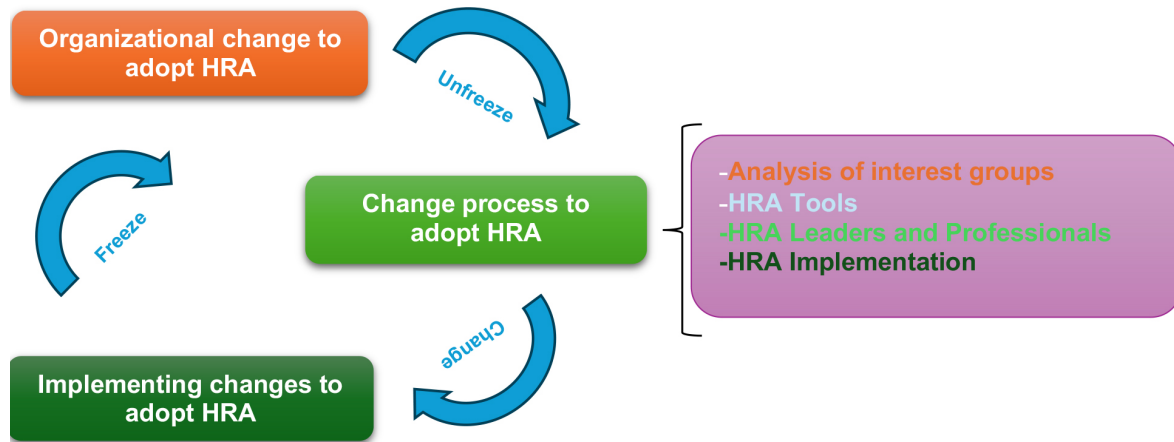 Organizational change to
adopt HRA
Unfreeze
Change process to
adopt HRA
-Analysis of interest groups
-HRA Tools
-HRA Leaders and Professionals
-HRA Implementation
Freeze
Change
Implementing changes to
adopt HRA